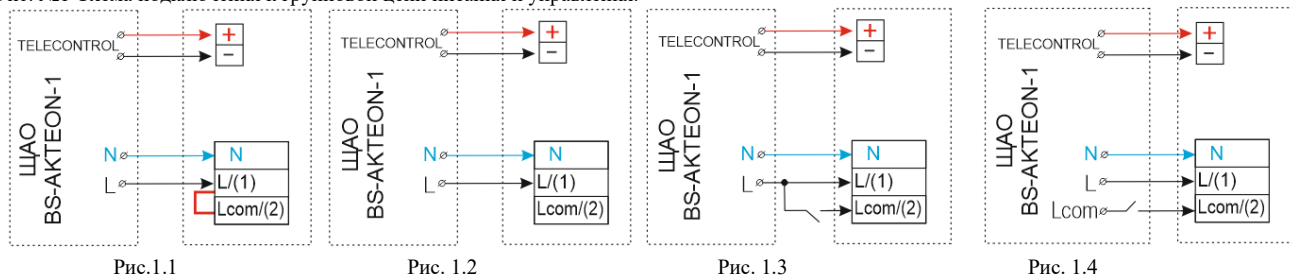 TELECONTROL
+
−
ЩАО
BS-AKTEON-1
N
N
L
L/(1)
Lcom/(2)
Рис.1.1
TELECONTROL
+
−
ЩАО
BS-AKTEON-1
N
N
L
L/(1)
Lcom/(2)
Рис. 1.2
TELECONTROL
+
−
ЩАО
BS-AKTEON-1
N
N
L
L/(1)
Lcom/(2)
Рис. 1.3
TELECONTROL
+
−
ЩАО
BS-AKTEON-1
N
N
L
L/(1)
Lcom
Lcom/(2)
Рис. 1.4